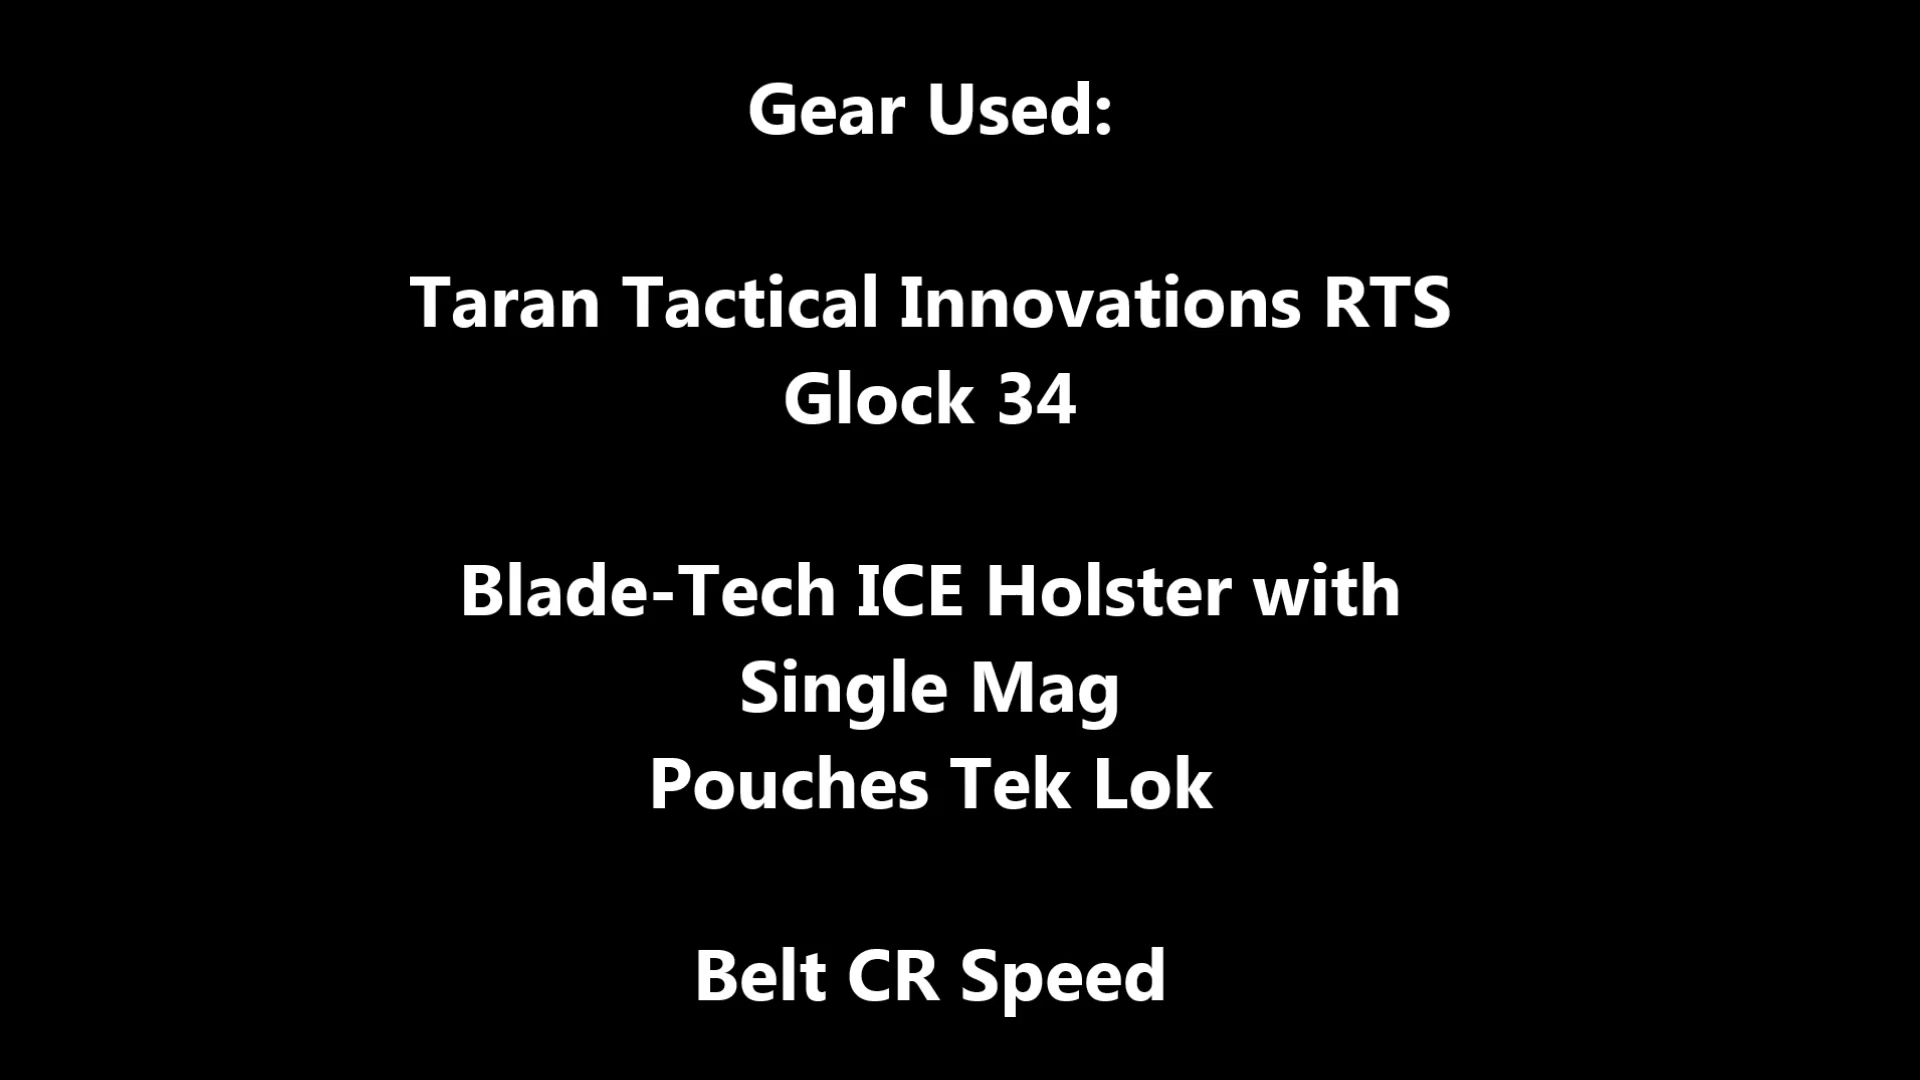 Gear Used:
Taran Tactical Innovations RTS
Glock 34
Blade-Tech ICE Holster with
Single Mag
Pouches Tek Lok
Belt CR Speed